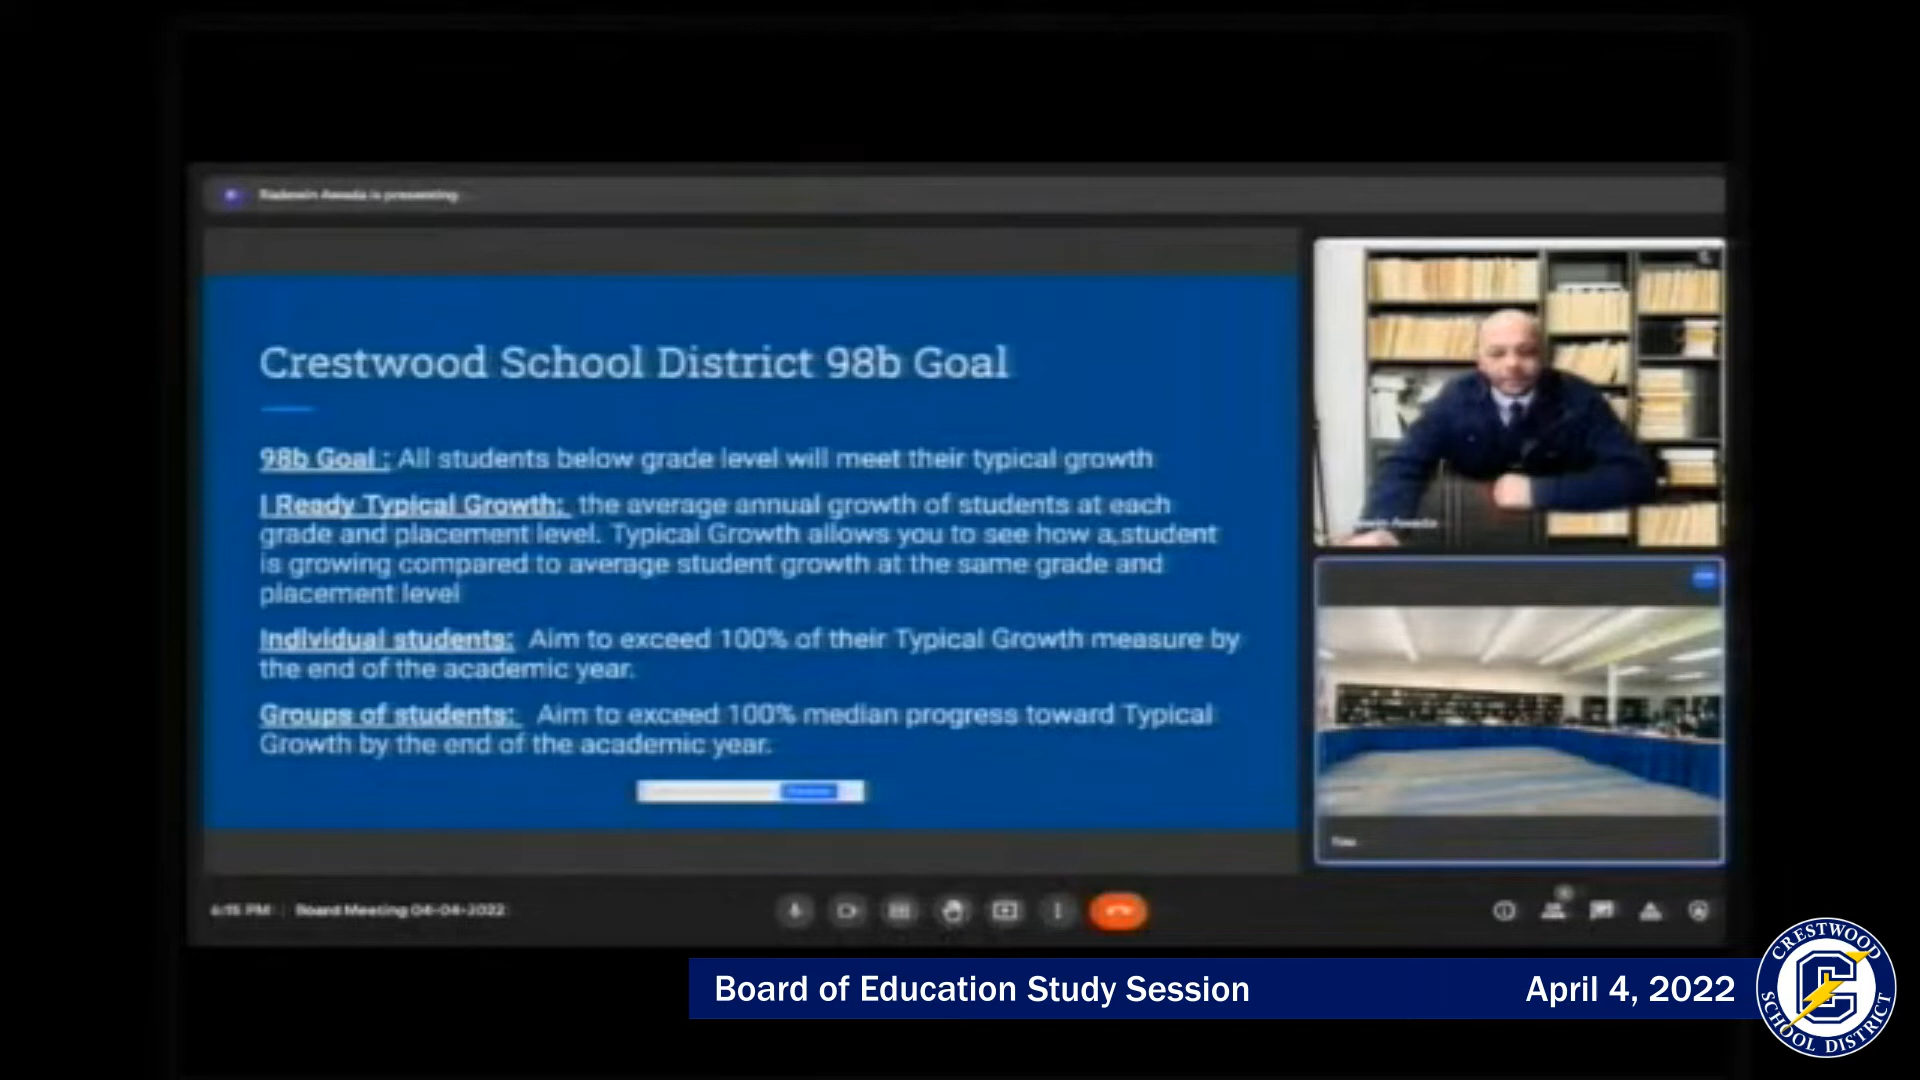 is presenting
Crestwood School District 98b Goal
98b Goal : All students below grade level will meet their typical growth
I Ready Typical Growth: the average annual growth of students at each
grade and placement level. Typical Growth allows you to see how a student
is growing compared to average student growth at the same grade and
placement level
Individual students: Aim to exceed 100% of their Typical Growth measure by
the end of the academic year.
Groups of students: Aim to exceed 100% median progress toward Typical
Growth by the end of the academic year.
6:15 PM | Board Meeting 04-04-2022
Board of Education Study Session
April 4, 2022
CRESTWOOD
C
SCHOOL DISTRICT